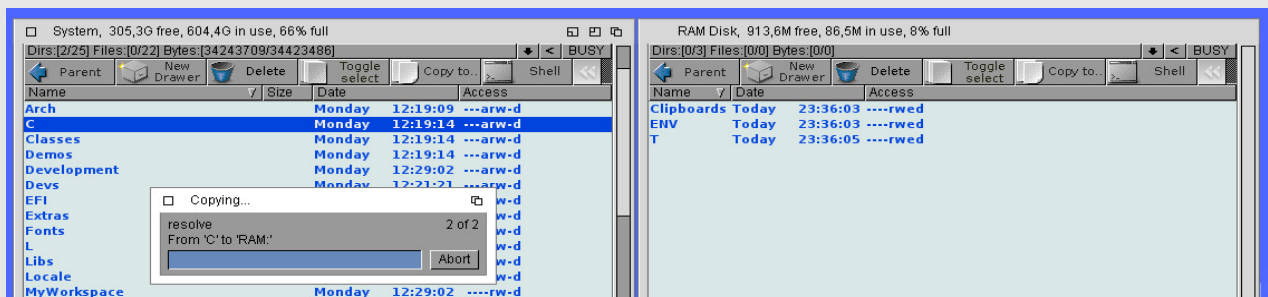 System, 305,3G free, 604,4G in use, 66% full
Dirs:[2/25] Files:[0/22] Bytes:[34243709/34423486] < BUSY
Parent New Drawer Delete Toggle select Copy to.. Shell
Name Size Date Access
Arch Monday 12:19:09 ---arw-d
C Monday 12:19:14 ---arw-d
Classes Monday 12:19:14 ---arw-d
Demos Monday 12:19:14 ---arw-d
Development Monday 12:29:02 ---arw-d
Devs Monday 12:21:21 ---arw-d
EFI w-d
Extras w-d
Fonts w-d
L w-d
Libs w-d
Locale w-d
MyWorkspace Monday 12:29:02 ----rw-d
Copying...
resolve 2 of 2
From 'C' to 'RAM:'
Abort
RAM Disk, 913,6M free, 86,5M in use, 8% full
Dirs:[0/3] Files:[0/0] Bytes:[0/0] < BUSY
Parent New Drawer Delete Toggle select Copy to.. Shell
Name Date Access
Clipboards Today 23:36:03 ----rwed
ENV Today 23:36:03 ----rwed
T Today 23:36:05 ----rwed